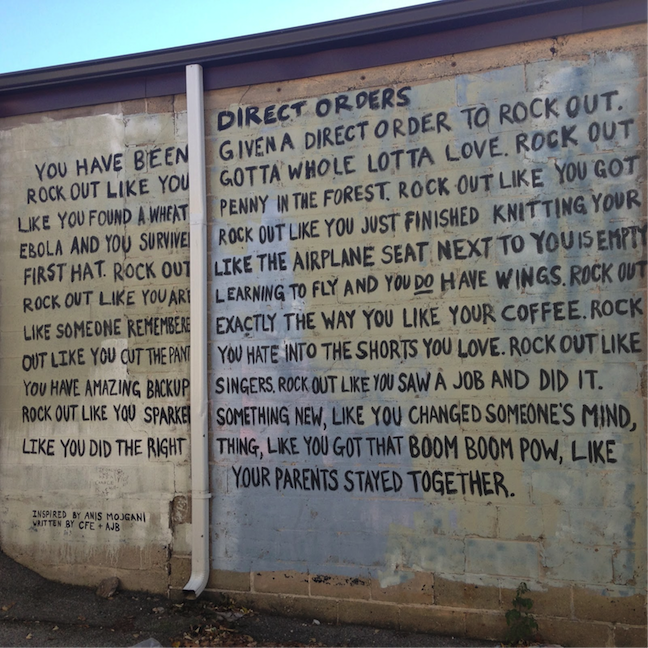 DIRECT ORDERS
YOU HAVE BEEN GIVEN A DIRECT ORDER TO ROCK OUT.
ROCK OUT LIKE YOU GOTTA WHOLE LOTTA LOVE. ROCK OUT
LIKE YOU FOUND A WHEAT PENNY IN THE FOREST. ROCK OUT LIKE YOU GOT
EBOLA AND YOU SURVIVE ROCK OUT LIKE YOU JUST FINISHED KNITTING YOUR
FIRST HAT. ROCK OUT LIKE THE AIRPLANE SEAT NEXT TO YOU IS EMPTY
ROCK OUT LIKE YOU ARE LEARNING TO FLY AND YOU DO HAVE WINGS. ROCK OUT
LIKE SOMEONE REMEMBERE EXACTLY THE WAY YOU LIKE YOUR COFFEE. ROCK
OUT LIKE YOU CUT THE PANT YOU HATE INTO THE SHORTS YOU LOVE. ROCK OUT LIKE
YOU HAVE AMAZING BACKUP SINGERS. ROCK OUT LIKE YOU SAW A JOB AND DID IT.
ROCK OUT LIKE YOU SPARKE SOMETHING NEW, LIKE YOU CHANGED SOMEONE'S MIND,
LIKE YOU DID THE RIGHT THING, LIKE YOU GOT THAT BOOM BOOM POW, LIKE
YOUR PARENTS STAYED TOGETHER.
INSPIRED BY ANIS MOJGANI
WRITTEN BY CFE + AJB